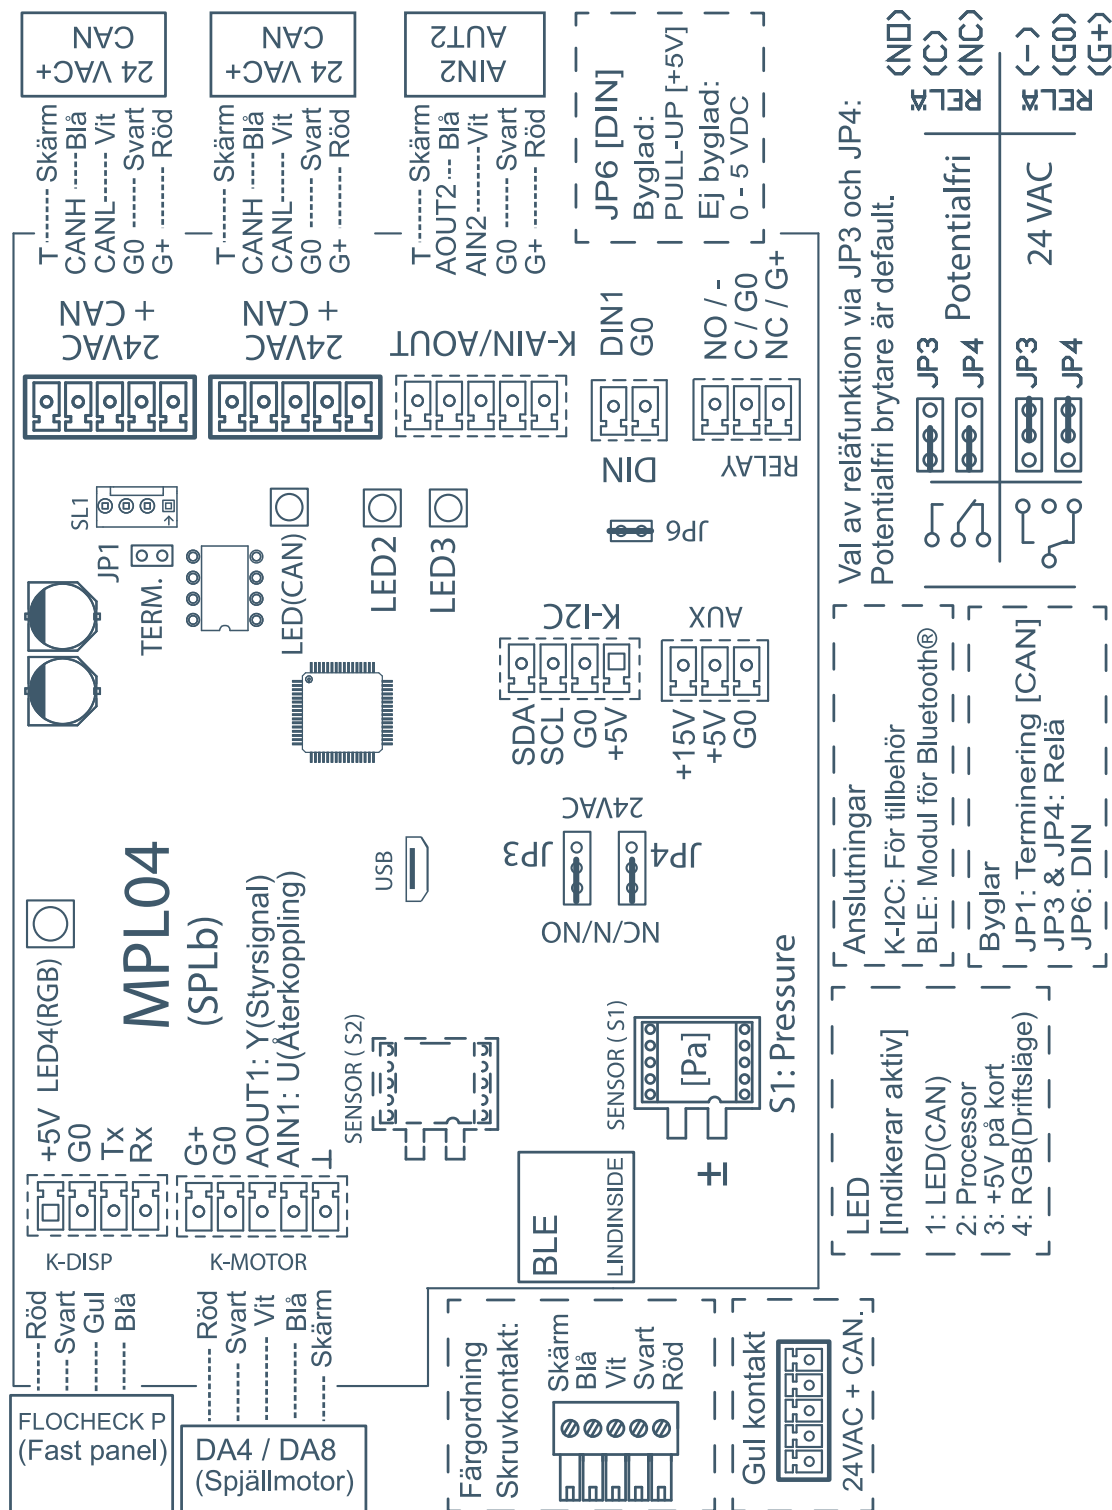 24 VAC+
CAN
24 VAC+
CAN
AIN2
AUT2
T Skärm
CANH Blå
CANL Vit
G0 Svart
G+ Röd
T Skärm
CANH Blå
CANL Vit
G0 Svart
G+ Röd
T Skärm
AOUT2 Blå
AIN2 Vit
G0 Svart
G+ Röd
JP6 [DIN]
Byglad:
PULL-UP [+5V]
Ej byglad:
0 - 5 VDC
24VAC
+ CAN
24VAC
+ CAN
K-AIN/AOUT
DIN1
G0
DIN
NO / -
C / G0
NC / G+
RELAY
SL1
JP1
TERM.
LED(CAN)
LED2
LED3
JP6
K-I2C
SDA
SCL
G0
+5V
AUX
+15V
+5V
G0
24VAC
JP3
JP4
NC/N/NO
USB
MPL04
(SPLb)
LED4(RGB)
+5V
G0
Tx
Rx
K-DISP
G+
G0
AOUT1: Y(Styrsignal)
AIN1: U(Återkoppling)
⊥
K-MOTOR
SENSOR ( S2)
SENSOR ( S1)
[Pa]
S1: Pressure
±
BLE
LINDINSIDE
Röd
Svart
Gul
Blå
FLOCHECK P
(Fast panel)
Röd
Svart
Vit
Blå
Skärm
DA4 / DA8
(Spjällmotor)
Färgordning
Skruvkontakt:
Skärm
Blå
Vit
Svart
Röd
Gul kontakt
24VAC + CAN.
LED
[Indikerar aktiv]
1: LED(CAN)
2: Processor
3: +5V på kort
4: RGB(Driftsläge)
Anslutningar
K-I2C: För tillbehör
BLE: Modul för Bluetooth®
Byglar
JP1: Terminering [CAN]
JP3 & JP4: Relä
JP6: DIN
Val av reläfunktion via JP3 och JP4:
Potentialfri brytare är default.
JP3
JP4
Potentialfri
RELÄ
(NO)
(C)
(NC)
JP3
JP4
24 VAC
RELÄ
(-)
(G0)
(G+)